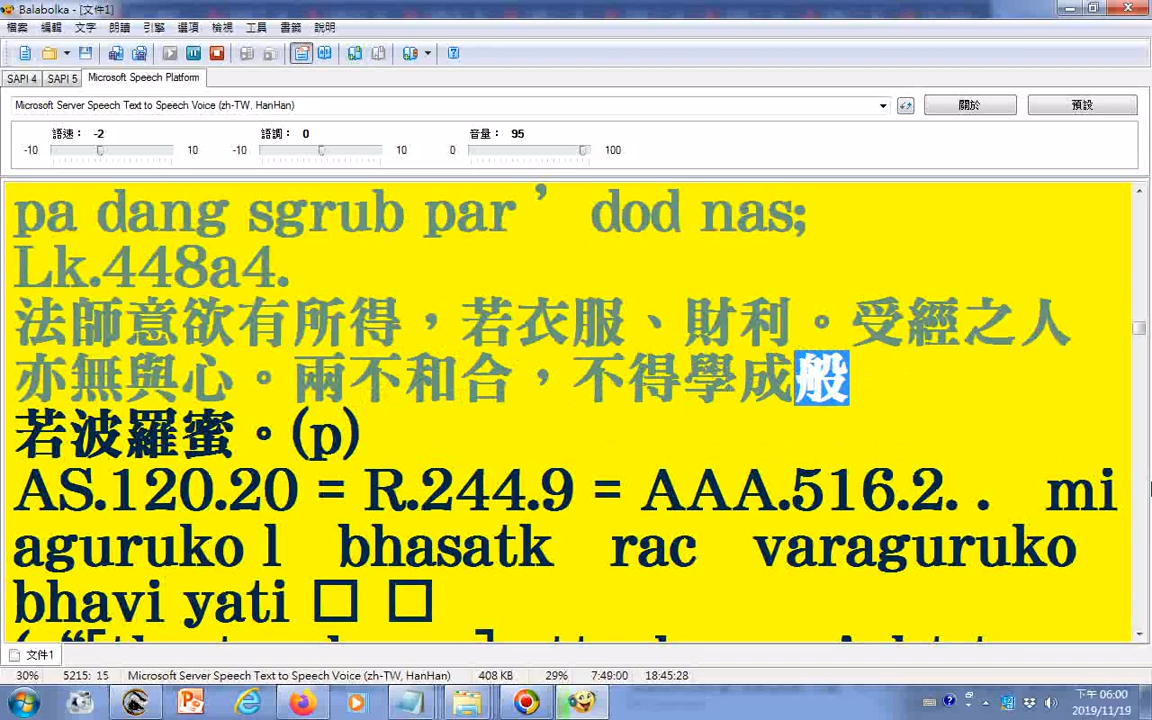 Balabolka - [文件1]
檔案 編輯 文字 朗讀 引擎 選項 檢視 工具 書籤 說明
SAPI 4 SAPI 5 Microsoft Speech Platform
Microsoft Server Speech Text to Speech Voice (zh-TW, HanHan) 關於 預設
語速： -2 語調： 0 音量： 95
-10 10 -10 10 0 100
pa dang sgrub par ’ dod nas;
Lk.448a4.
法師意欲有所得，若衣服、財利。受經之人
亦無與心。兩不和合，不得學成般
若波羅蜜。(p)
AS.120.20 = R.244.9 = AAA.516.2. . mi
aguruko l bhasatk rac varaguruko
bhavi yati □ □
文件1
30% 5215: 15 Microsoft Server Speech Text to Speech Voice (zh-TW, HanHan) 408 KB 29% 7:49:00 18:45:28
下午 06:00
2019/11/19